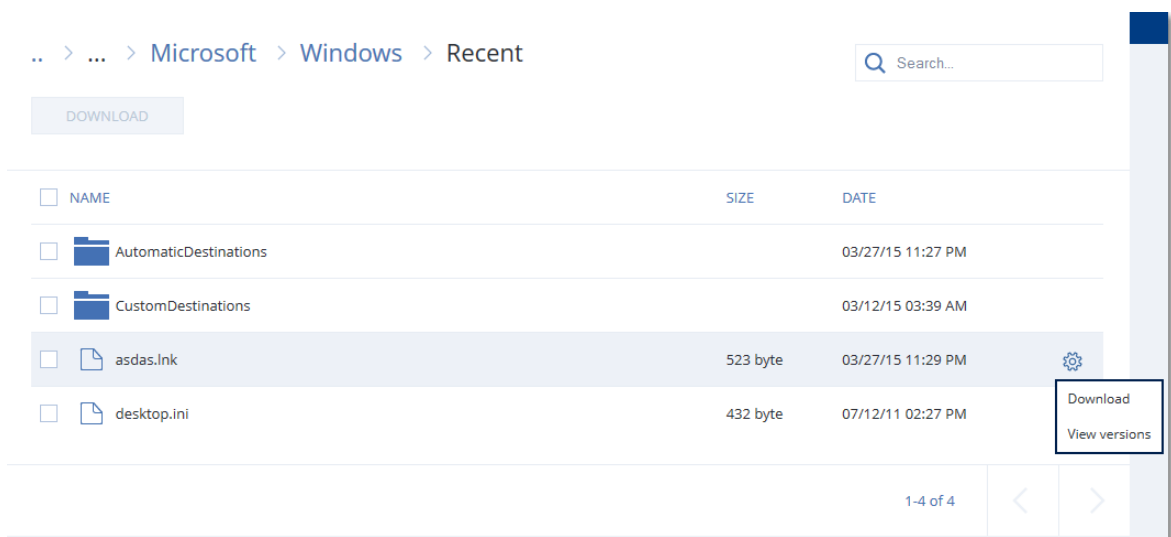 .. > ... > Microsoft > Windows > Recent
Search...
DOWNLOAD
NAME SIZE DATE
AutomaticDestinations 03/27/15 11:27 PM
CustomDestinations 03/12/15 03:39 AM
asdas.lnk 523 byte 03/27/15 11:29 PM
desktop.ini 432 byte 07/12/11 02:27 PM
Download
View versions
1-4 of 4